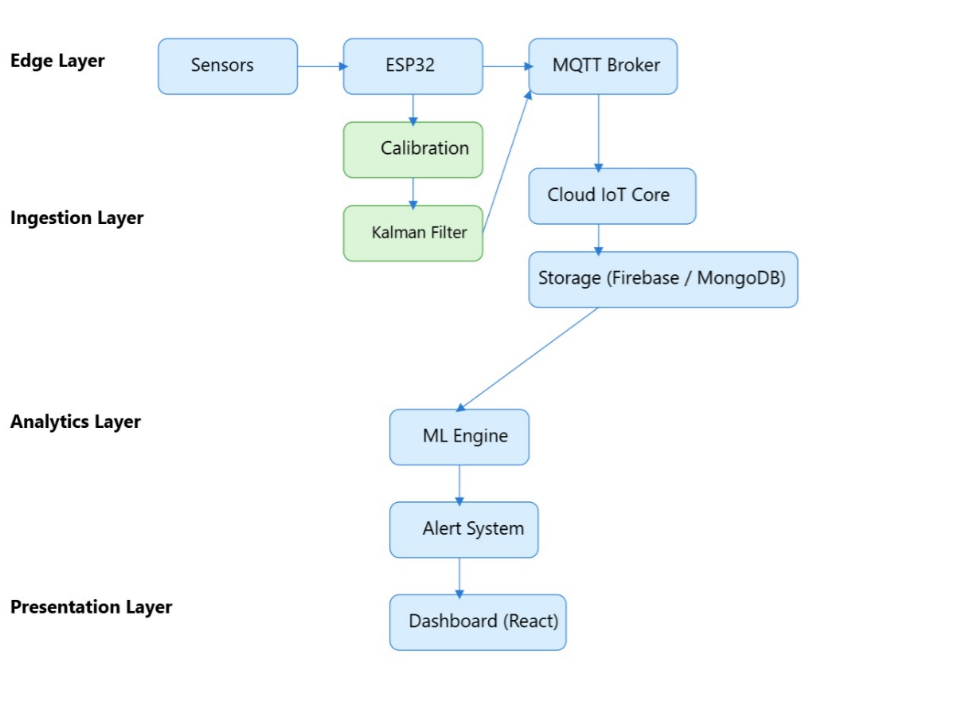 Edge Layer
Sensors
ESP32
MQTT Broker
Calibration
Cloud IoT Core
Ingestion Layer
Kalman Filter
Storage (Firebase / MongoDB)
Analytics Layer
ML Engine
Alert System
Presentation Layer
Dashboard (React)